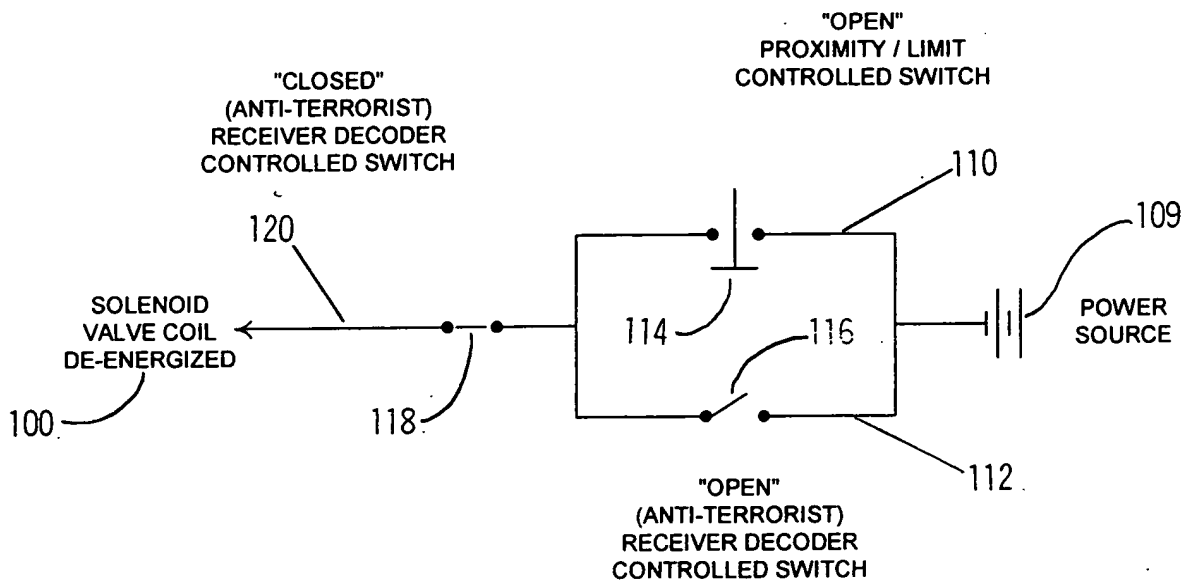 "OPEN"
PROXIMITY / LIMIT
CONTROLLED SWITCH
"CLOSED"
(ANTI-TERRORIST)
RECEIVER DECODER
CONTROLLED SWITCH
110
109
120
SOLENOID
VALVE COIL
DE-ENERGIZED
114
116
POWER
SOURCE
100
118
112
"OPEN"
(ANTI-TERRORIST)
RECEIVER DECODER
CONTROLLED SWITCH